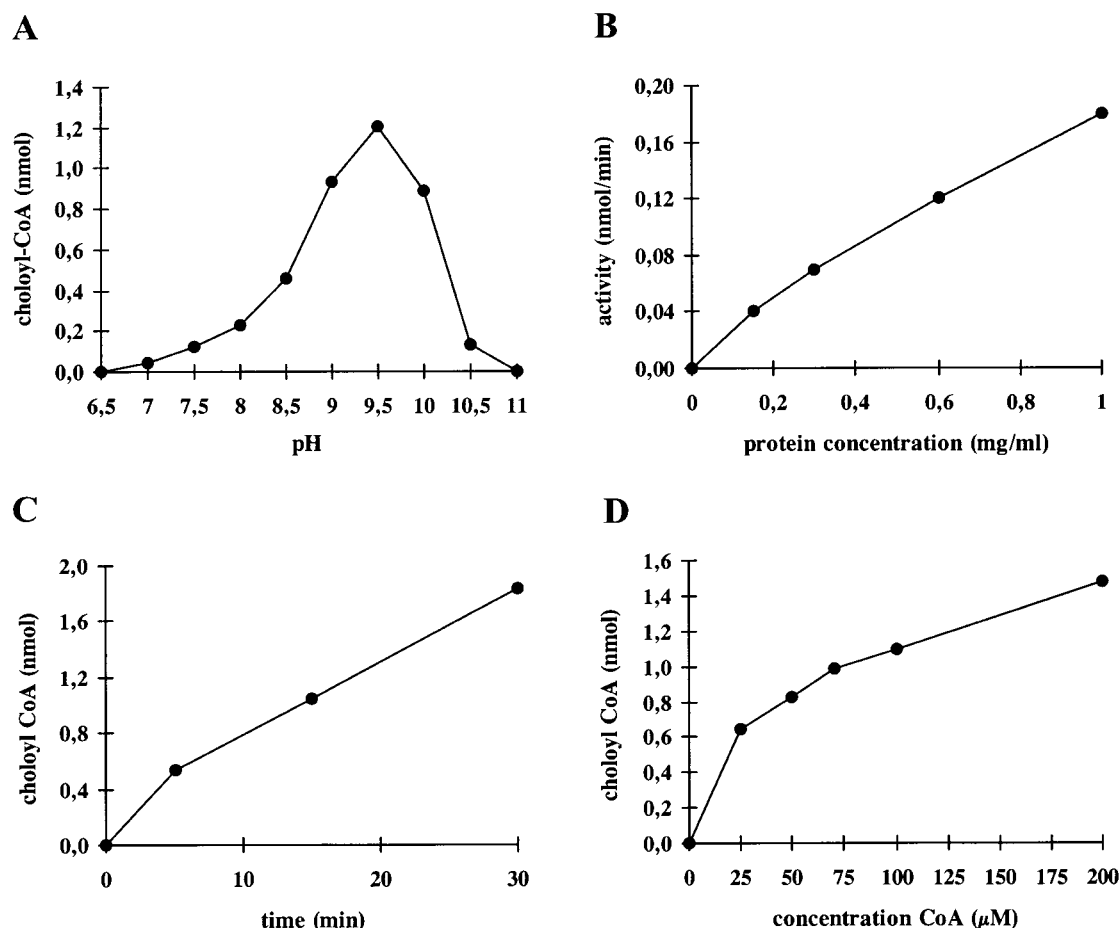 A
choloyl-CoA (nmol)
1,4
1,2
1,0
0,8
0,6
0,4
0,2
0,0
6,5 7 7,5 8 8,5 9 9,5 10 10,5 11
pH
B
activity (nmol/min)
0,20
0,16
0,12
0,08
0,04
0,00
0 0,2 0,4 0,6 0,8 1
protein concentration (mg/ml)
C
choloyl CoA (nmol)
2,0
1,6
1,2
0,8
0,4
0,0
0 10 20 30
time (min)
D
choloyl CoA (nmol)
1,6
1,4
1,2
1,0
0,8
0,6
0,4
0,2
0,0
0 25 50 75 100 125 150 175 200
concentration CoA (µM)